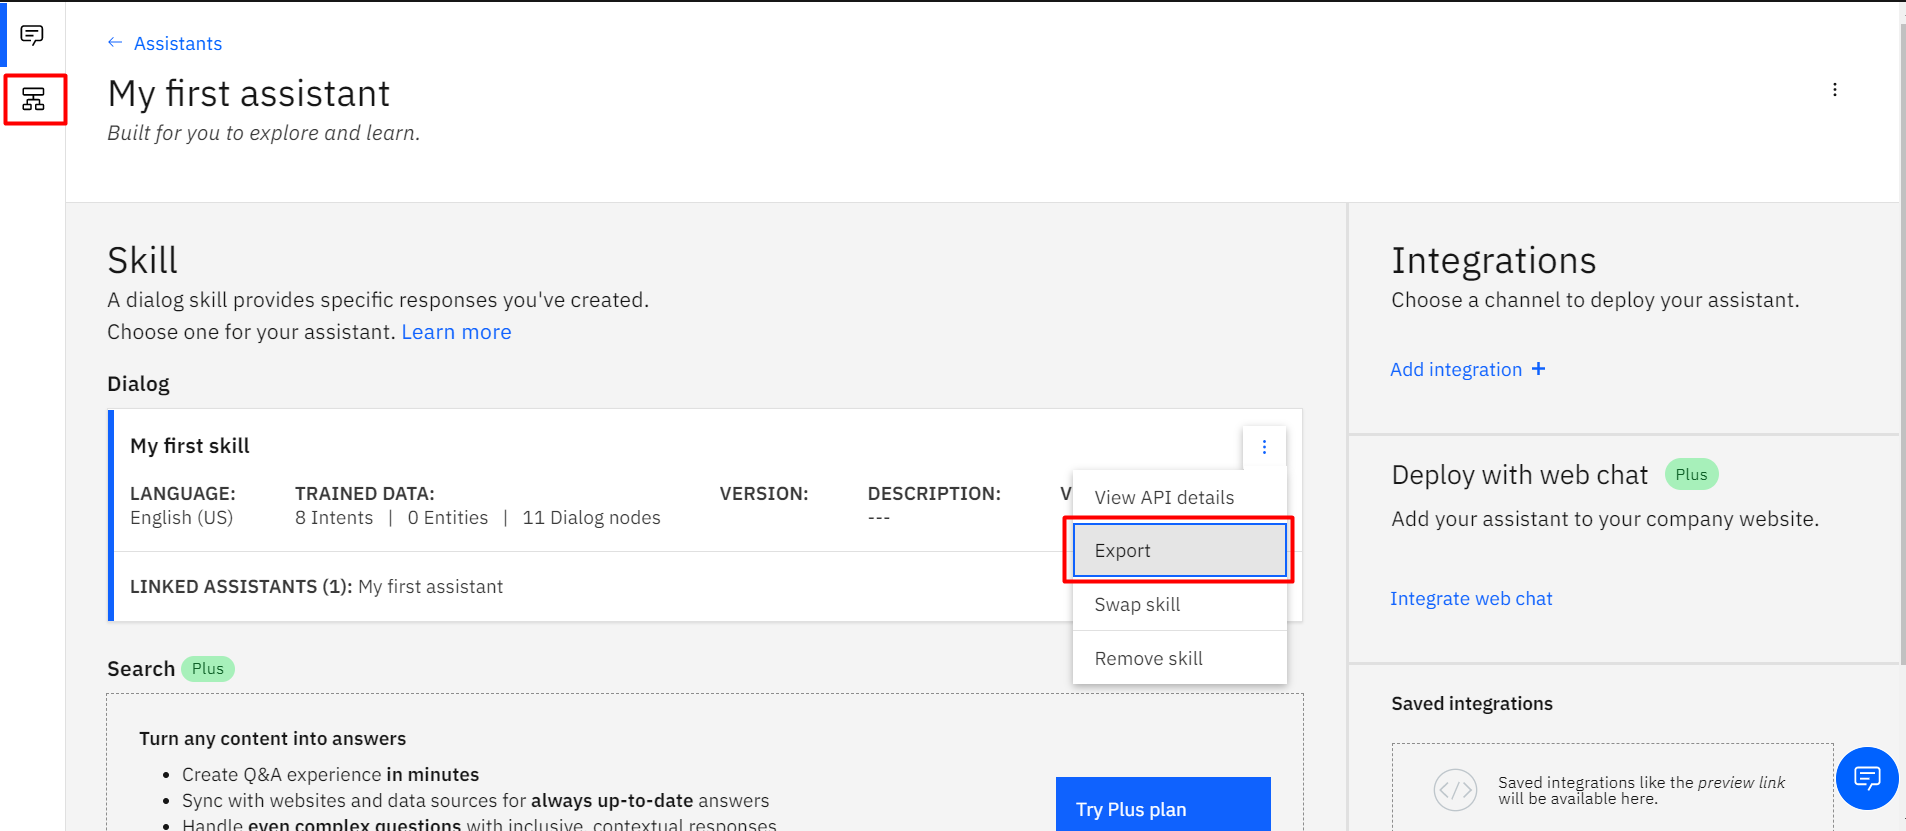 Assistants
My first assistant
Built for you to explore and learn.
Skill
A dialog skill provides specific responses you've created.
Choose one for your assistant. Learn more
Dialog
My first skill
LANGUAGE:
English (US)
TRAINED DATA:
8 Intents | 0 Entities | 11 Dialog nodes
VERSION:
DESCRIPTION:
---
V
LINKED ASSISTANTS (1): My first assistant
View API details
Export
Swap skill
Remove skill
Search Plus
Turn any content into answers
• Create Q&A experience in minutes
• Sync with websites and data sources for always up-to-date answers
• Handle even complex questions with inclusive, contextual responses
Try Plus plan
Integrations
Choose a channel to deploy your assistant.
Add integration +
Deploy with web chat Plus
Add your assistant to your company website.
Integrate web chat
Saved integrations
Saved integrations like the preview link
will be available here.